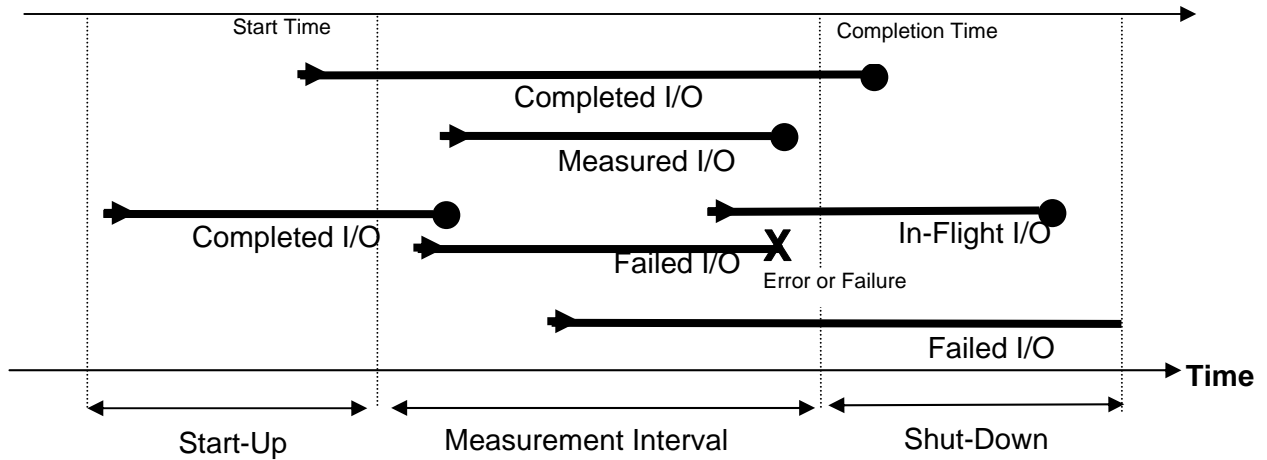 Start Time
Completion Time
Completed I/O
Measured I/O
Completed I/O
In-Flight I/O
Failed I/O
X
Error or Failure
Failed I/O
Time
Start-Up
Measurement Interval
Shut-Down